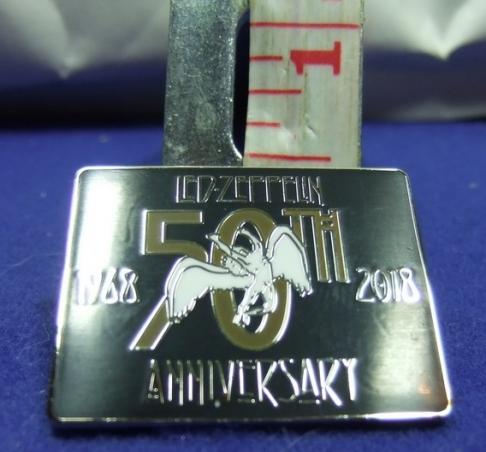 1
LED-ZEPPELIN
50TH
1968 2018
ANNIVERSARY